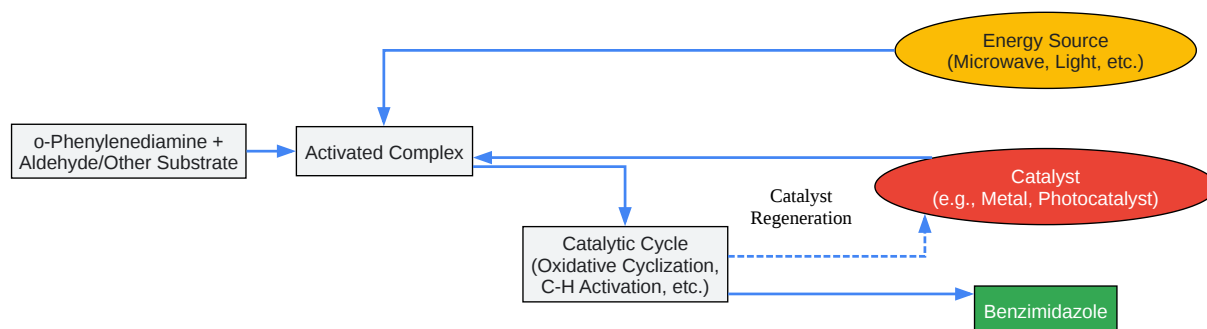 Energy Source
(Microwave, Light, etc.)
o-Phenylenediamine +
Aldehyde/Other Substrate
Activated Complex
Catalyst
(e.g., Metal, Photocatalyst)
Catalyst
Regeneration
Catalytic Cycle
(Oxidative Cyclization,
C-H Activation, etc.)
Benzimidazole